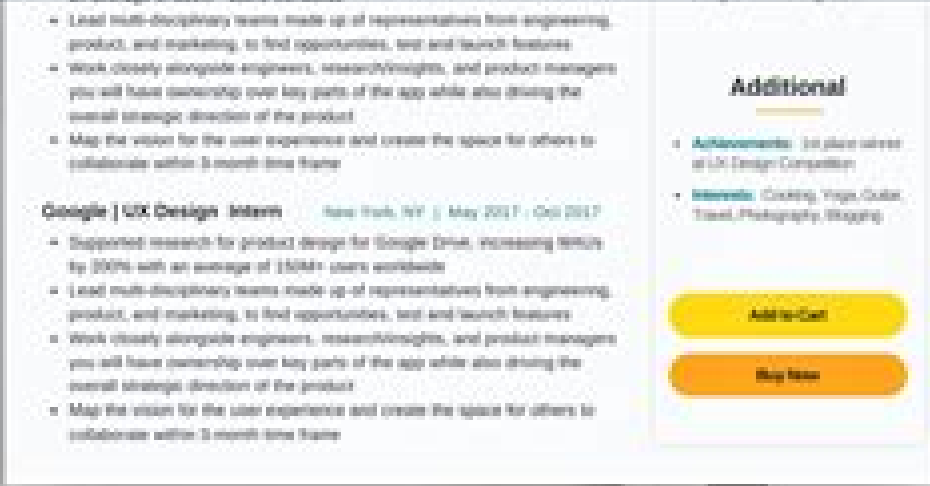 Lead multi-disciplinary teams made up of representatives from engineering,
product, and marketing, to find opportunities, test and launch features
Work closely alongside engineers, research/insights, and product managers
you will have ownership over key parts of the app while also driving the
overall strategic direction of the product
Map the vision for the user experience and create the space for others to
collaborate within 3-month time frame
Google | UX Design Intern
New York, NY | May 2017 - Oct 2017
Supported research for product design for Google Drive, increasing MAUs
by 200% with an average of 150M+ users worldwide
Lead multi-disciplinary teams made up of representatives from engineering,
product, and marketing, to find opportunities, test and launch features
Work closely alongside engineers, research/insights, and product managers
you will have ownership over key parts of the app while also driving the
overall strategic direction of the product
Map the vision for the user experience and create the space for others to
collaborate within 3-month time frame
Additional
Achievements: 1st place winner
at UX Design Competition
Interests: Cooking, Yoga, Guitar,
Travel, Photography, Blogging
Add to Cart
Buy Now